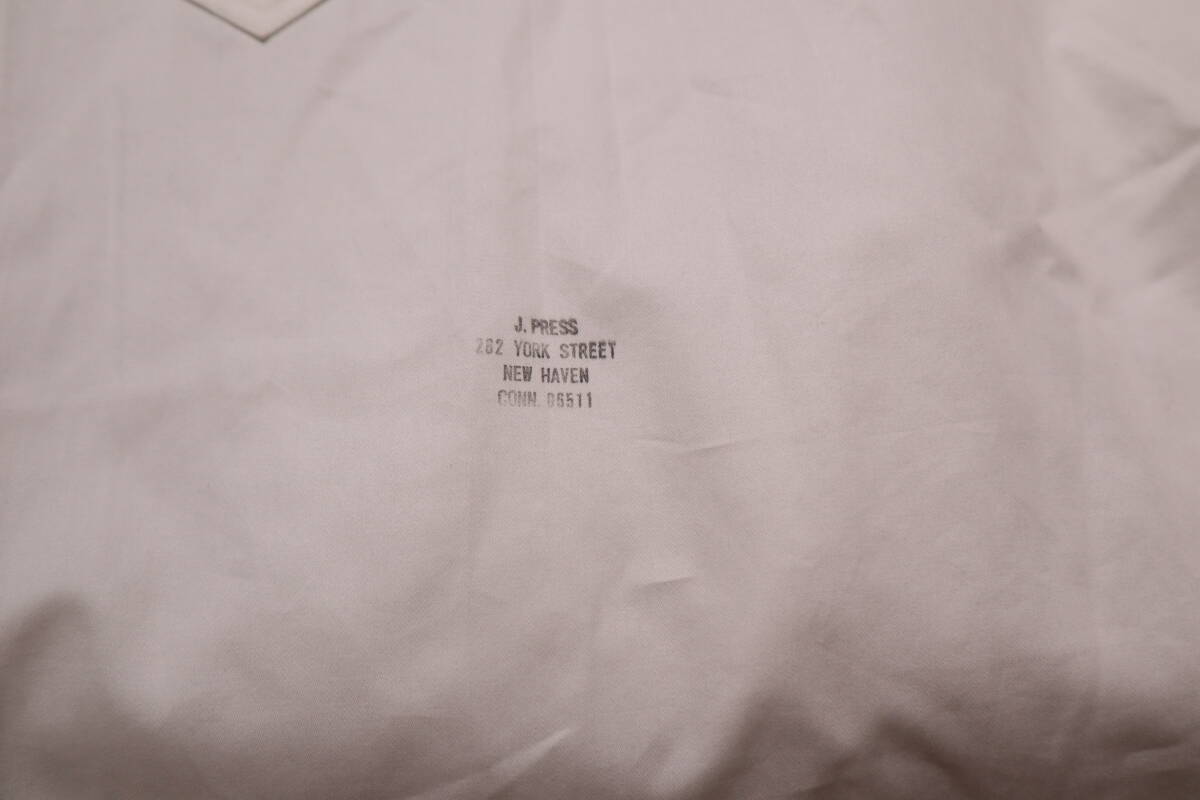 J. PRESS
262 YORK STREET
NEW HAVEN
CONN. 06511